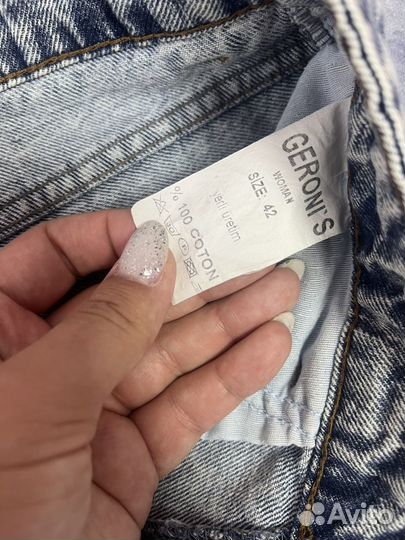 GERONI'S
WOMAN
SIZE: 42
yerli üretim
% 100 COTON
Avito